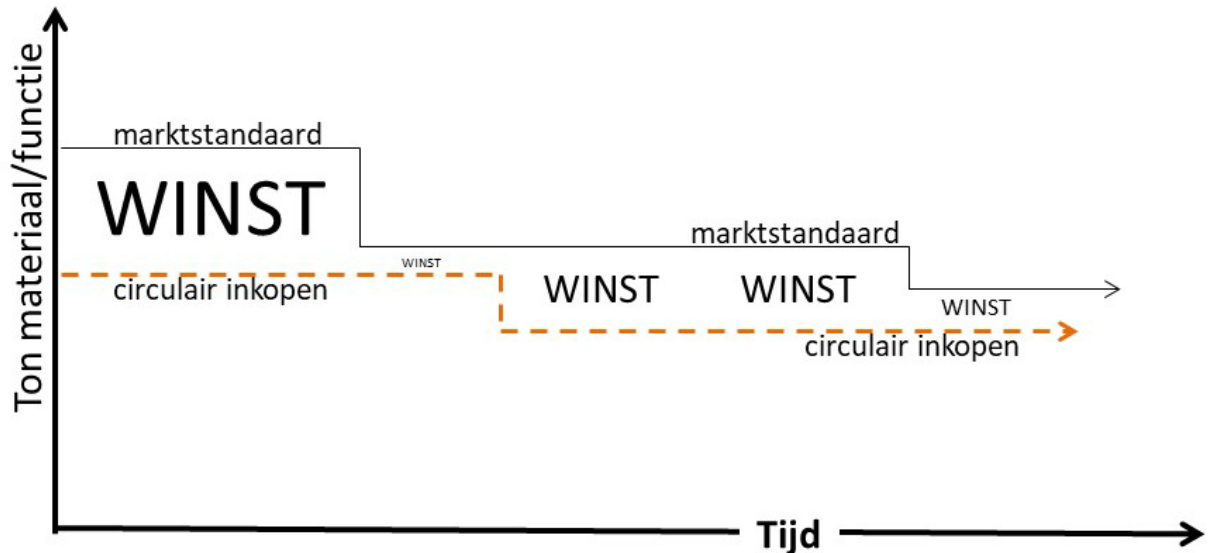 Ton materiaal/functie
marktstandaard
WINST
marktstandaard
WINST
circulair inkopen
WINST
WINST
WINST
circulair inkopen
Tijd